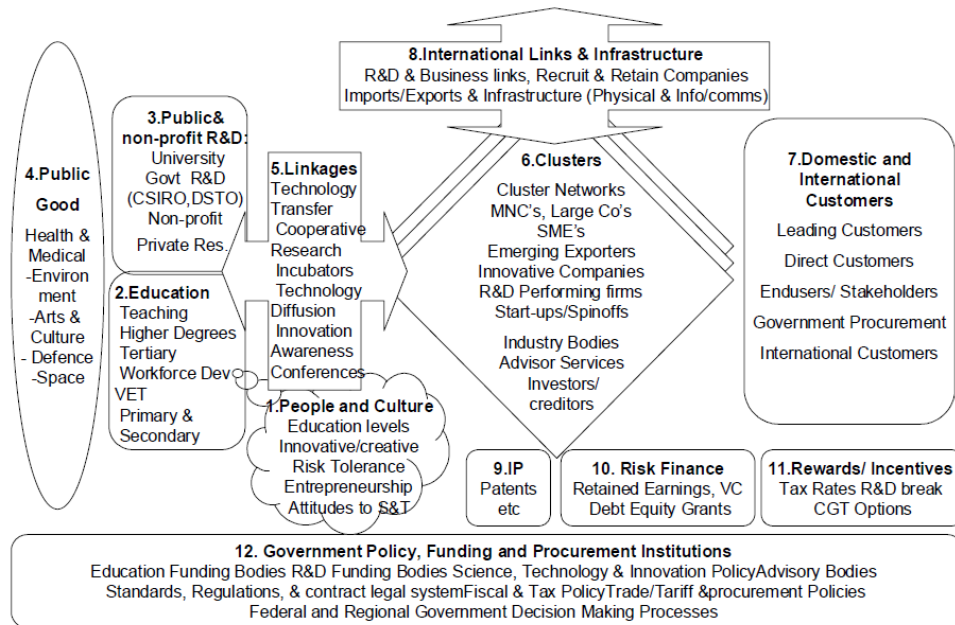 8.International Links & Infrastructure
R&D & Business links, Recruit & Retain Companies
Imports/Exports & Infrastructure (Physical & Info/comms)
4.Public
Good
Health &
Medical
-Environ
ment
-Arts &
Culture
- Defence
-Space
3.Public&
non-profit R&D:
University
Govt R&D
(CSIRO,DSTO)
Non-profit
Private Res.
2.Education
Teaching
Higher Degrees
Tertiary
Workforce Dev
VET
Primary &
Secondary
5.Linkages
Technology
Transfer
Cooperative
Research
Incubators
Technology
Diffusion
Innovation
Awareness
Conferences
1.People and Culture
Education levels
Innovative/creative
Risk Tolerance
Entrepreneurship
Attitudes to S&T
6.Clusters
Cluster Networks
MNC's, Large Co's
SME's
Emerging Exporters
Innovative Companies
R&D Performing firms
Start-ups/Spinoffs
Industry Bodies
Advisor Services
Investors/
creditors
7.Domestic and
International
Customers
Leading Customers
Direct Customers
Endusers/ Stakeholders
Government Procurement
International Customers
9.IP
Patents
etc
10. Risk Finance
Retained Earnings, VC
Debt Equity Grants
11.Rewards/ Incentives
Tax Rates R&D break
CGT Options
12. Government Policy, Funding and Procurement Institutions
Education Funding Bodies R&D Funding Bodies Science, Technology & Innovation PolicyAdvisory Bodies
Standards, Regulations, & contract legal systemFiscal & Tax PolicyTrade/Tariff &procurement Policies
Federal and Regional Government Decision Making Processes